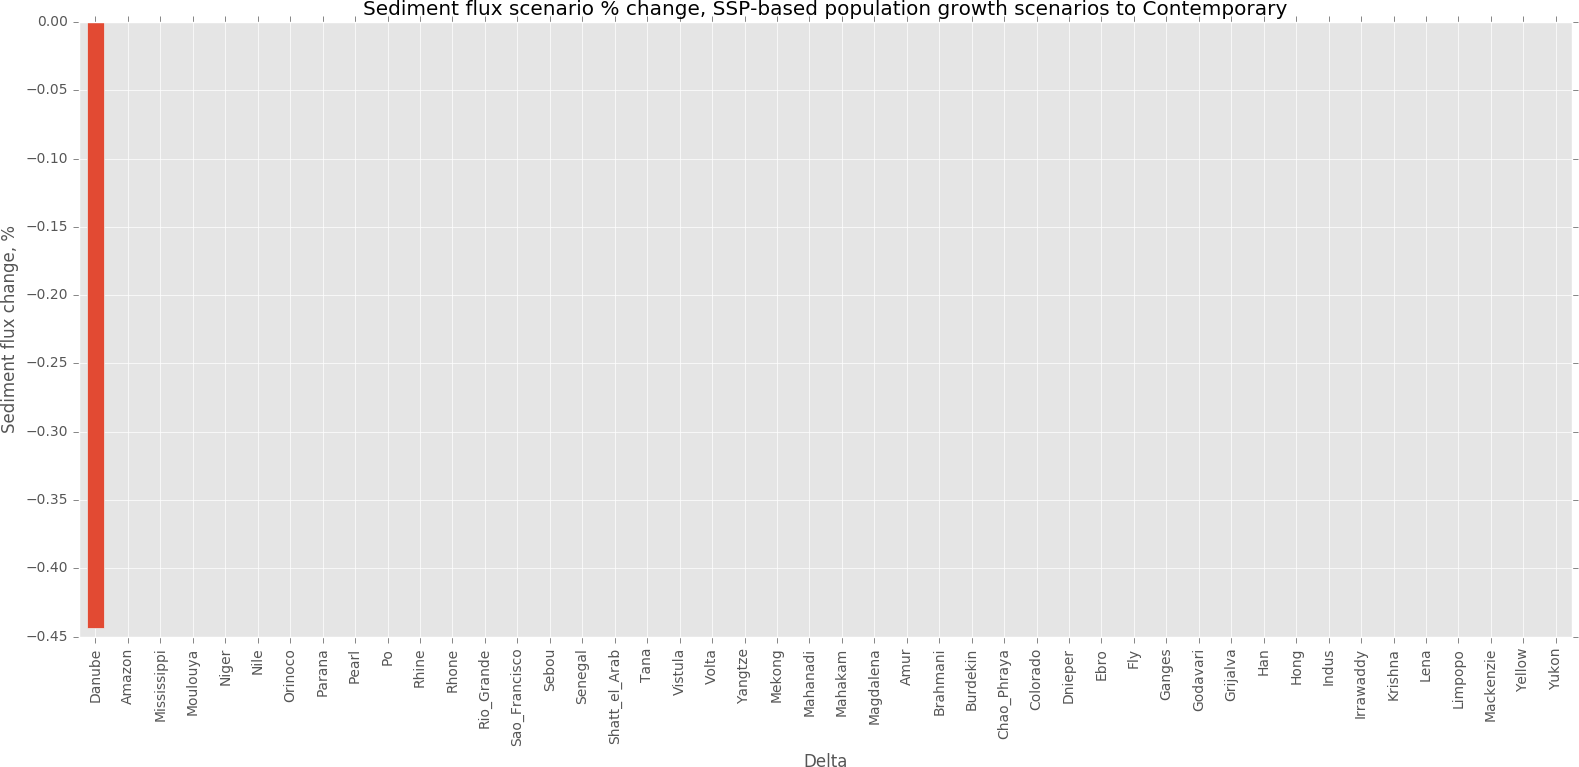 Sediment flux scenario % change, SSP-based population growth scenarios to Contemporary
0.00
−0.05
−0.10
−0.15
−0.20
−0.25
−0.30
−0.35
−0.40
−0.45
Sediment flux change, %
Danube
Amazon
Mississippi
Moulouya
Niger
Nile
Orinoco
Parana
Pearl
Po
Rhine
Rhone
Rio_Grande
Sao_Francisco
Sebou
Senegal
Shatt_el_Arab
Tana
Vistula
Volta
Yangtze
Mekong
Mahanadi
Mahakam
Magdalena
Amur
Brahmani
Burdekin
Chao_Phraya
Colorado
Dnieper
Ebro
Fly
Ganges
Godavari
Grijalva
Han
Hong
Indus
Irrawaddy
Krishna
Lena
Limpopo
Mackenzie
Yellow
Yukon
Delta